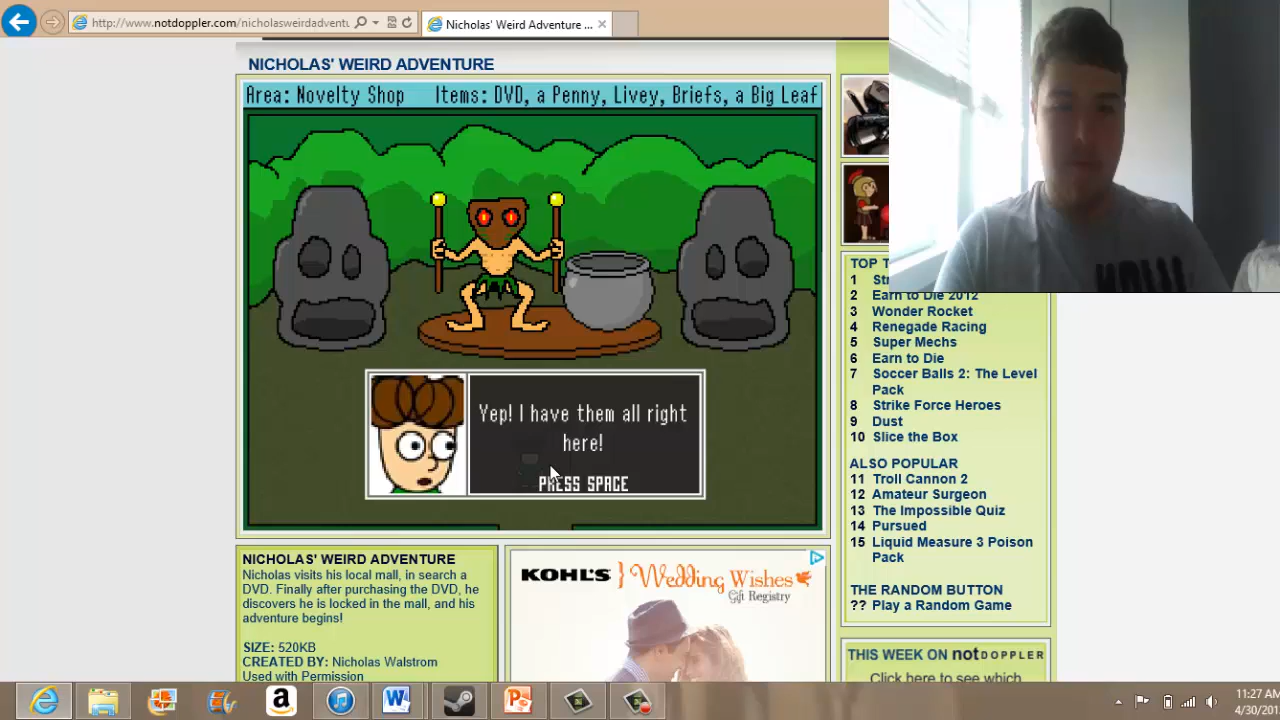 http://www.notdoppler.com/nicholasweirdadventu
Nicholas' Weird Adventure ...
NICHOLAS' WEIRD ADVENTURE
Area: Novelty Shop Items: DVD, a Penny, Livey, Briefs, a Big Leaf
Yep! I have them all right
here!
PRESS SPACE
NICHOLAS' WEIRD ADVENTURE
Nicholas visits his local mall, in search a
DVD. Finally after purchasing the DVD, he
discovers he is locked in the mall, and his
adventure begins!
SIZE: 520KB
CREATED BY: Nicholas Walstrom
Used with Permission
KOHL'S Wedding Wishes
Gift Registry
TOP T
1 St
2 Earn to Die 2012
3 Wonder Rocket
4 Renegade Racing
5 Super Mechs
6 Earn to Die
7 Soccer Balls 2: The Level
Pack
8 Strike Force Heroes
9 Dust
10 Slice the Box
ALSO POPULAR
11 Troll Cannon 2
12 Amateur Surgeon
13 The Impossible Quiz
14 Pursued
15 Liquid Measure 3 Poison
Pack
THE RANDOM BUTTON
?? Play a Random Game
THIS WEEK ON notDOPPLER
Click here to see which
11:27 AM
4/30/201